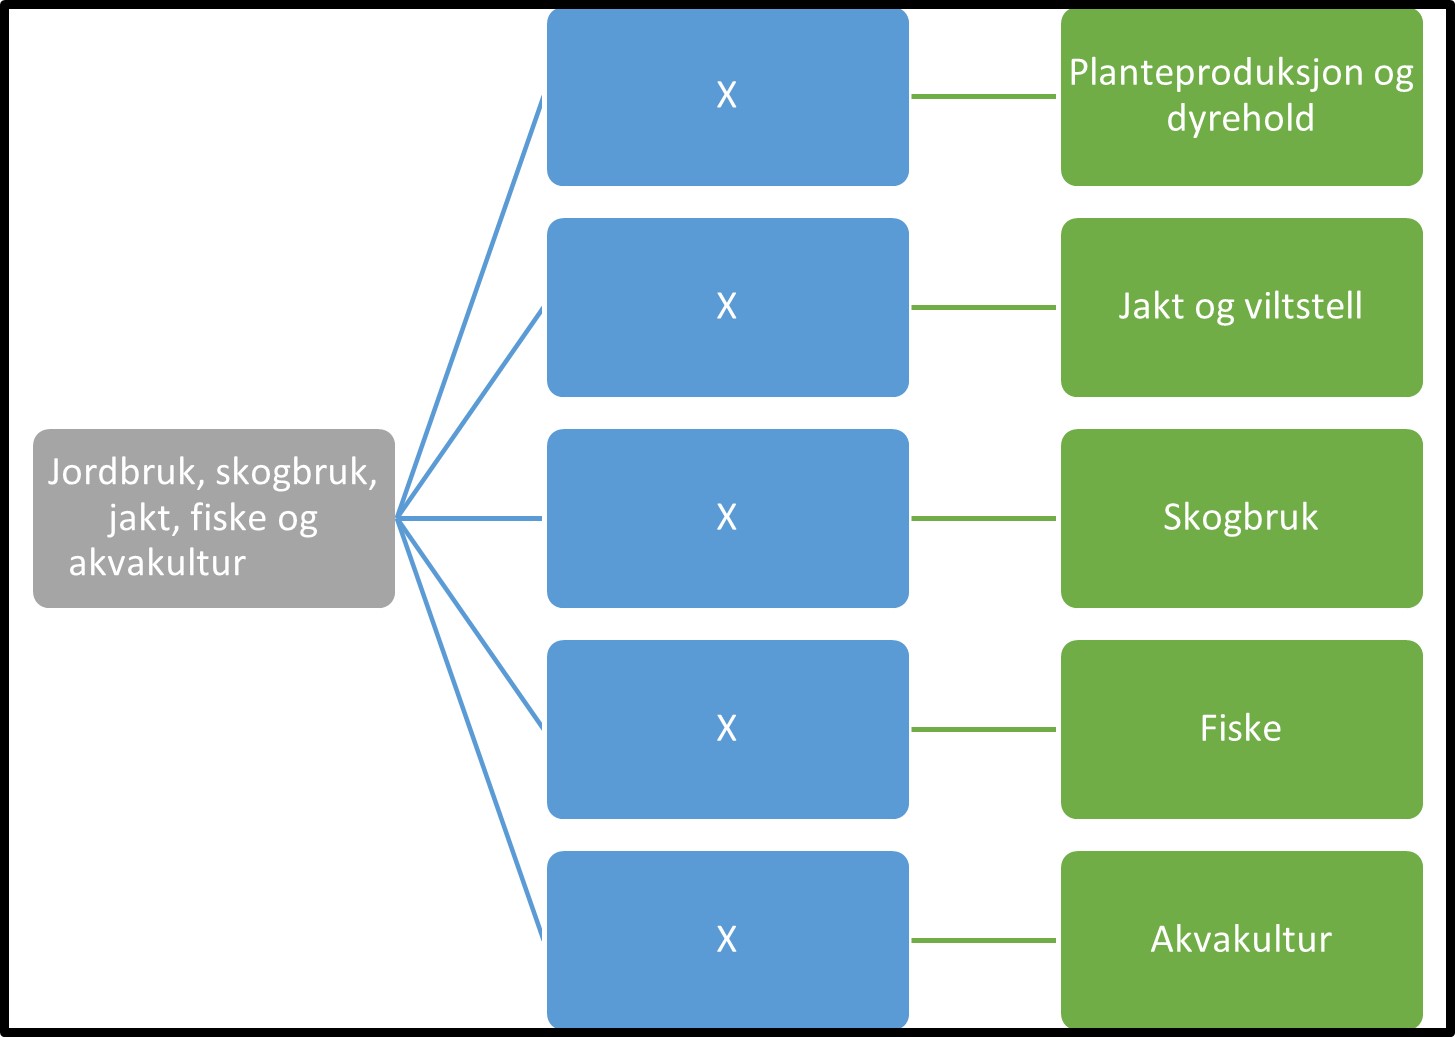 X
Planteproduksjon og
dyrehold
X
Jakt og viltstell
Jordbruk, skogbruk,
jakt, fiske og
akvakultur
X
Skogbruk
X
Fiske
X
Akvakultur